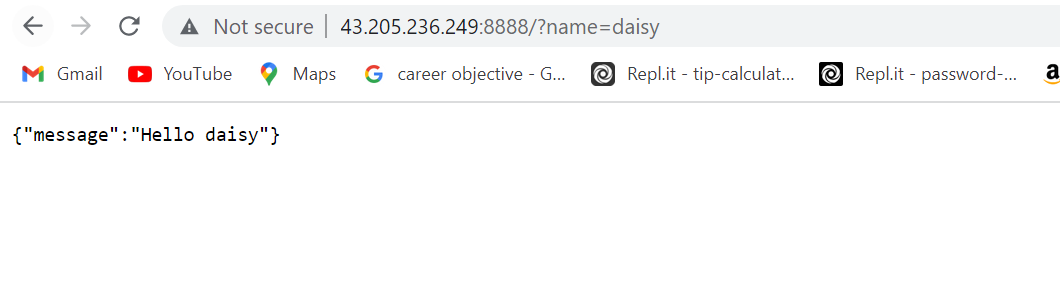 Not secure | 43.205.236.249:8888/?name=daisy
Gmail YouTube Maps career objective - G... Repl.it - tip-calculat... Repl.it - password-...
{"message":"Hello daisy"}